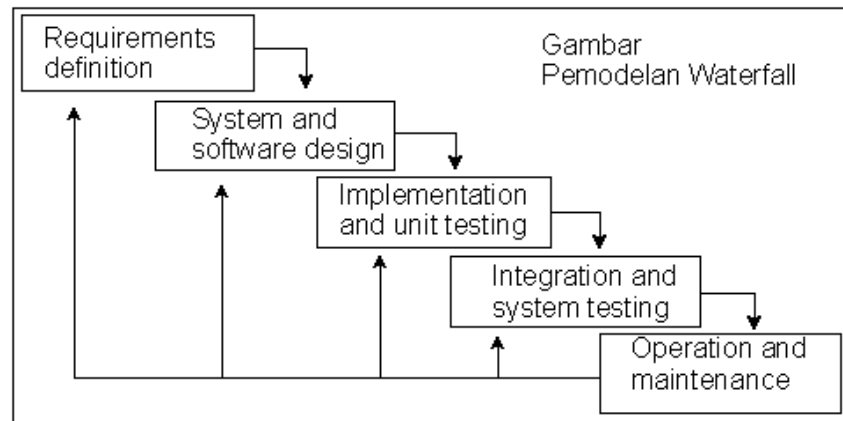 Requirements
definition
Gambar
Pemodelan Waterfall
System and
software design
Implementation
and unit testing
Integration and
system testing
Operation and
maintenance